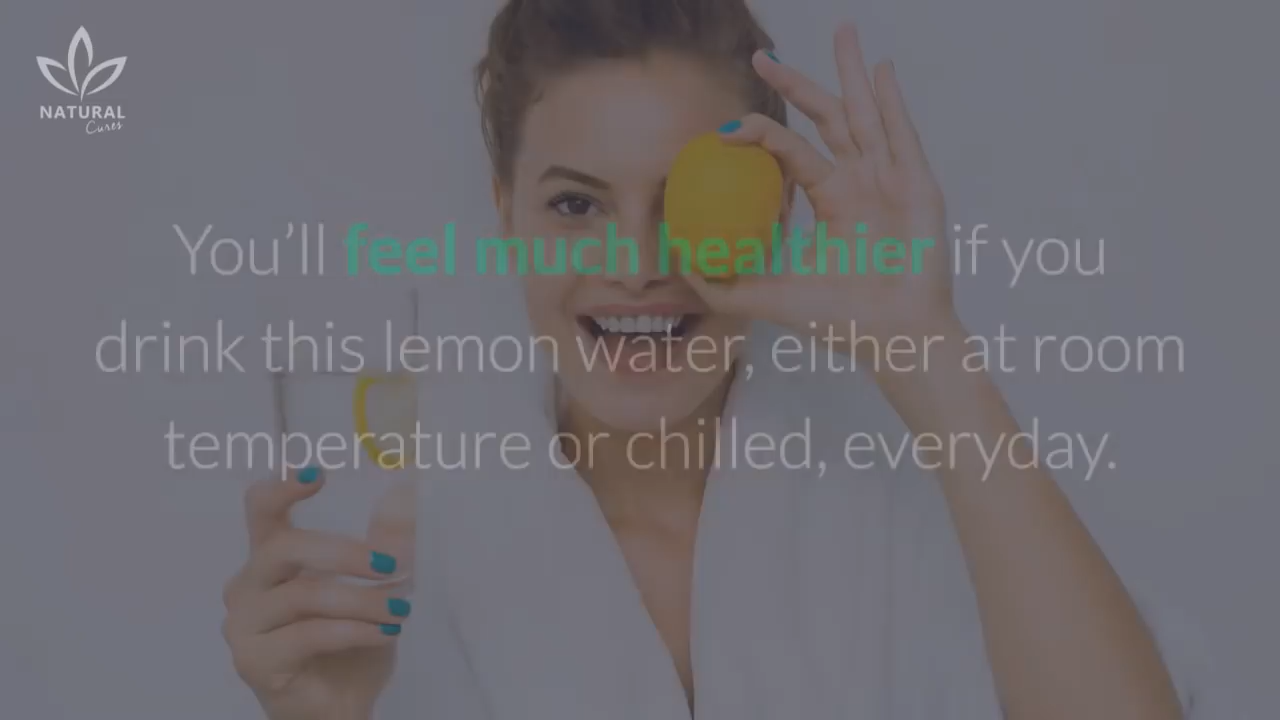 NATURAL
Cures
You’ll feel much healthier if you
drink this lemon water, either at room
temperature or chilled, everyday.